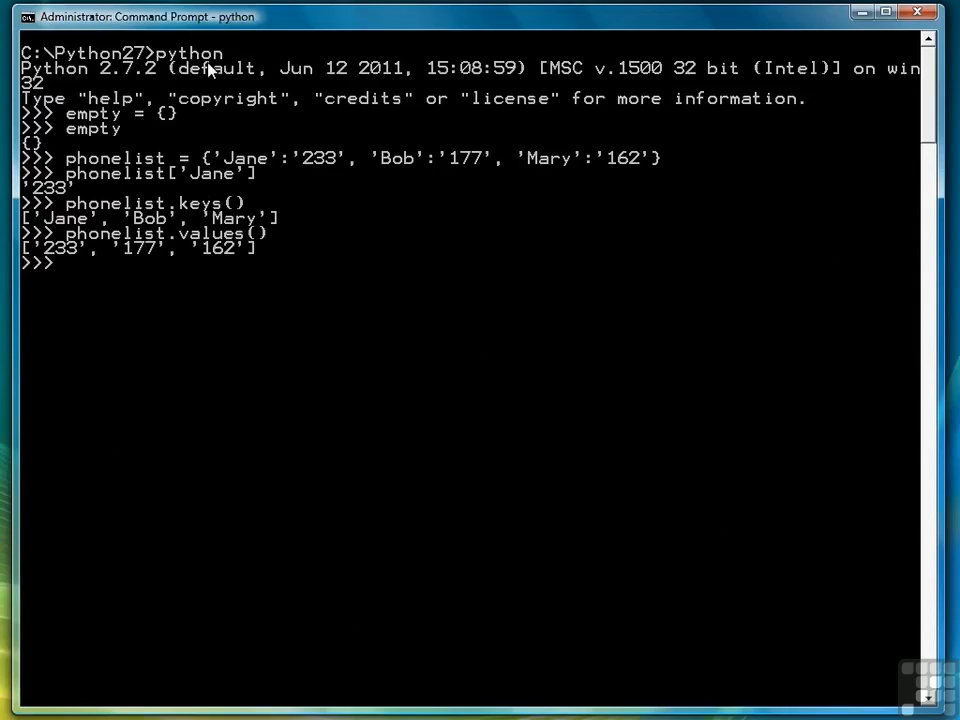 Administrator: Command Prompt - python
C:\Python27>python
Python 2.7.2 (default, Jun 12 2011, 15:08:59) [MSC v.1500 32 bit (Intel)] on win
32
Type "help", "copyright", "credits" or "license" for more information.
>>> empty = {}
>>> empty
{}
>>> phonelist = {'Jane':'233', 'Bob':'177', 'Mary':'162'}
>>> phonelist['Jane']
'233'
>>> phonelist.keys()
['Jane', 'Bob', 'Mary']
>>> phonelist.values()
['233', '177', '162']
>>>